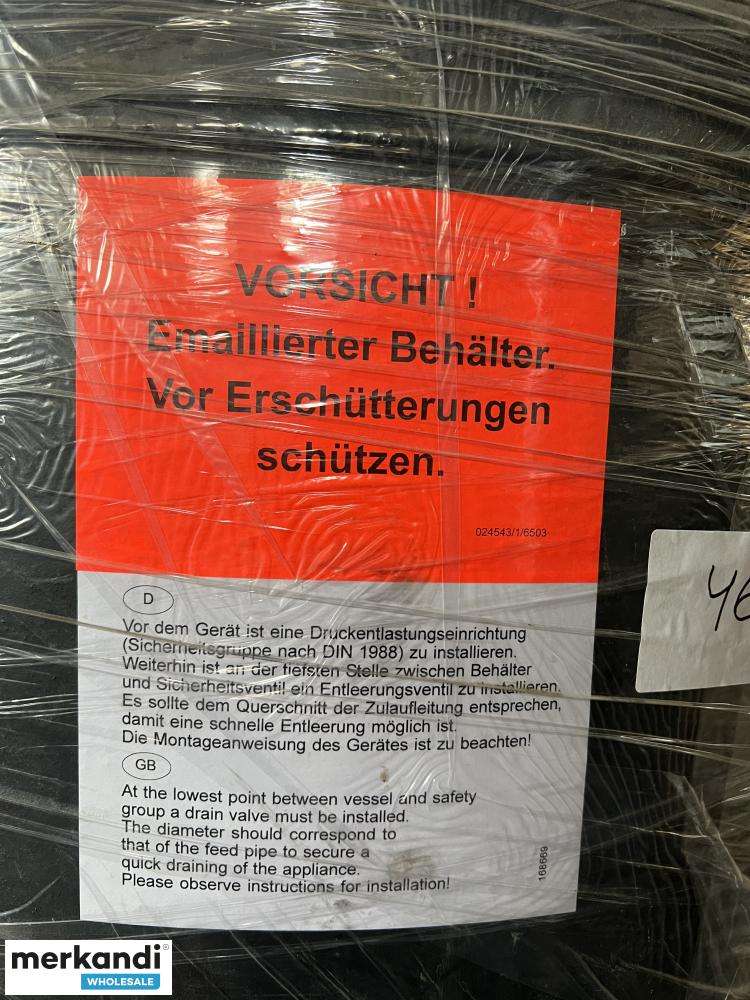 VORSICHT !
Emaillierter Behälter.
Vor Erschütterungen
schützen.
024543/1/6503
D
Vor dem Gerät ist eine Druckentlastungseinrichtung
(Sicherheitsgruppe nach DIN 1988) zu installieren.
Weiterhin ist an der tiefsten Stelle zwischen Behälter
und Sicherheitsventil ein Entleerungsventil zu installieren.
Es sollte dem Querschnitt der Zulaufleitung entsprechen,
damit eine schnelle Entleerung möglich ist.
Die Montageanweisung des Gerätes ist zu beachten!
GB
At the lowest point between vessel and safety
group a drain valve must be installed.
The diameter should correspond to
that of the feed pipe to secure a
quick draining of the appliance.
Please observe instructions for installation!
168669
merkandi®
WHOLESALE